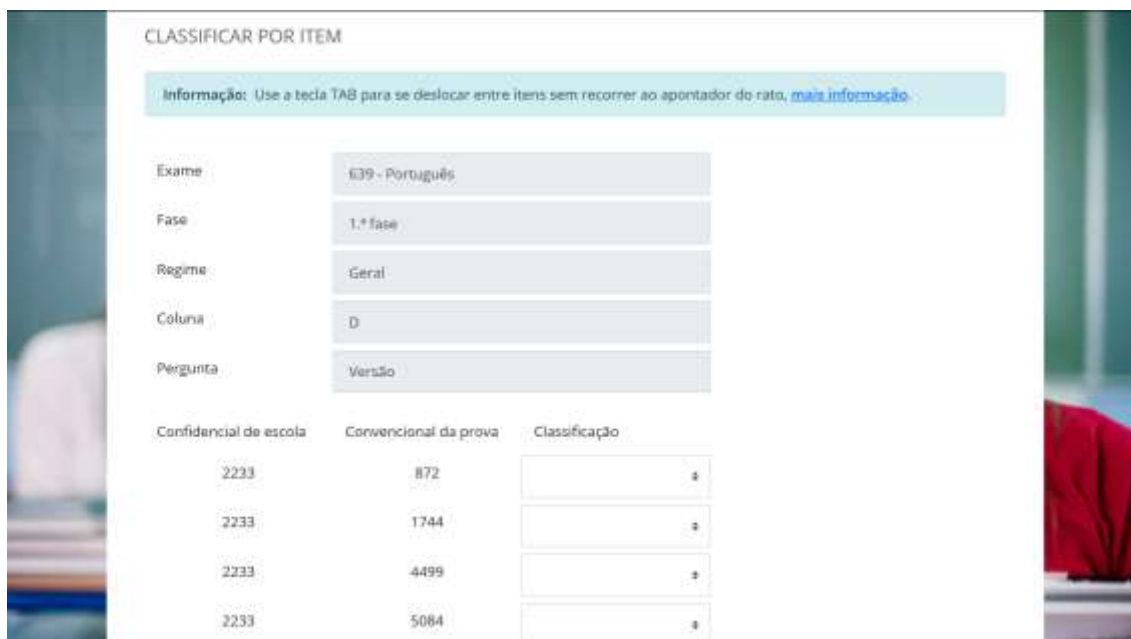 CLASSIFICAR POR ITEM
Informação: Use a tecla TAB para se deslocar entre itens sem recorrer ao apontador do rato, mais informação.
Exame 639 - Português
Fase 1.ª fase
Regime Geral
Coluna D
Pergunta Versão
Confidencial de escola Convencional da prova Classificação
2233 872
2233 1744
2233 4499
2233 5084